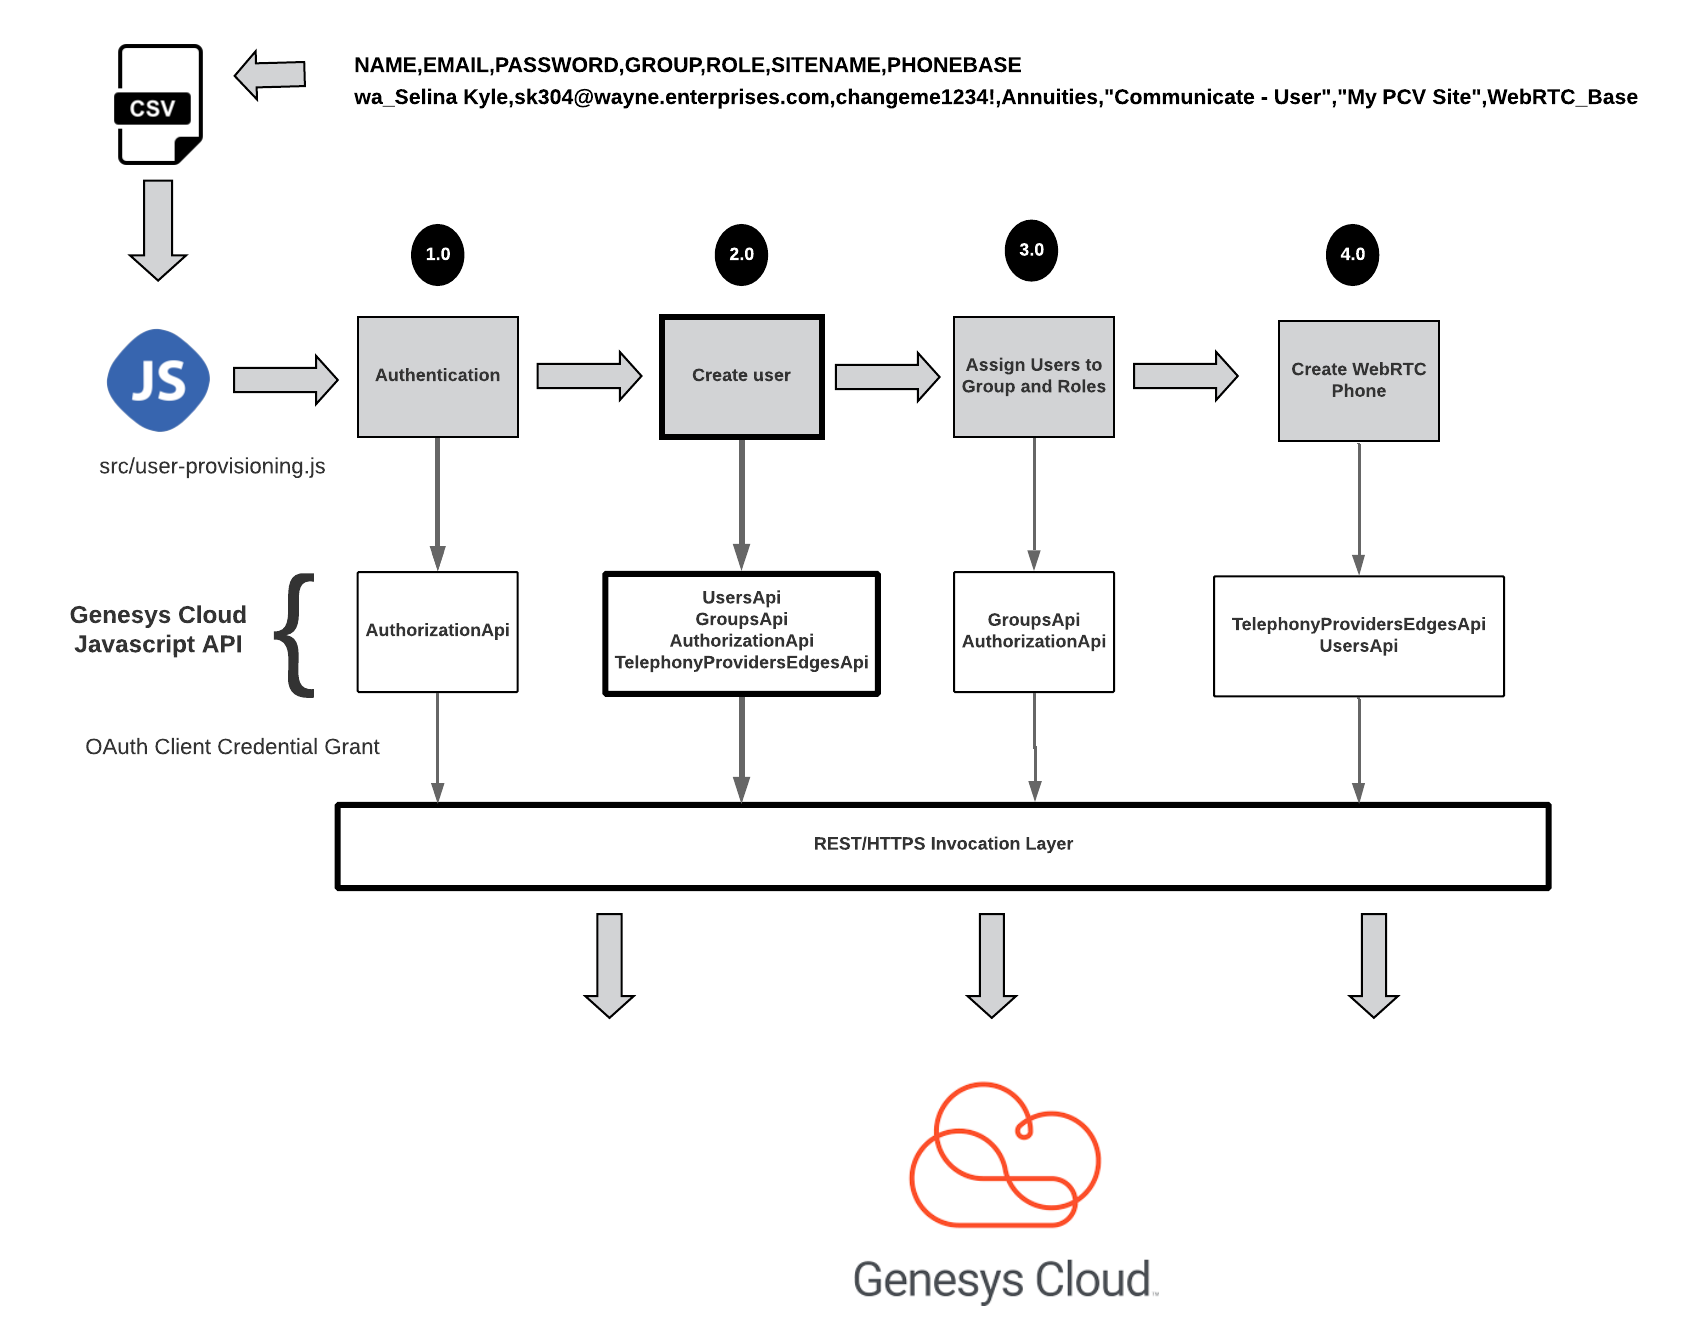 NAME,EMAIL,PASSWORD,GROUP,ROLE,SITENAME,PHONEBASE
wa_Selina Kyle,sk304@wayne.enterprises.com,changeme1234!,Annuities,"Communicate - User","My PCV Site",WebRTC_Base
CSV
1.0
2.0
3.0
4.0
JS
src/user-provisioning.js
Authentication
Create user
Assign Users to
Group and Roles
Create WebRTC
Phone
Genesys Cloud
Javascript API
{
AuthorizationApi
UsersApi
GroupsApi
AuthorizationApi
TelephonyProvidersEdgesApi
GroupsApi
AuthorizationApi
TelephonyProvidersEdgesApi
UsersApi
OAuth Client Credential Grant
REST/HTTPS Invocation Layer
Genesys Cloud™